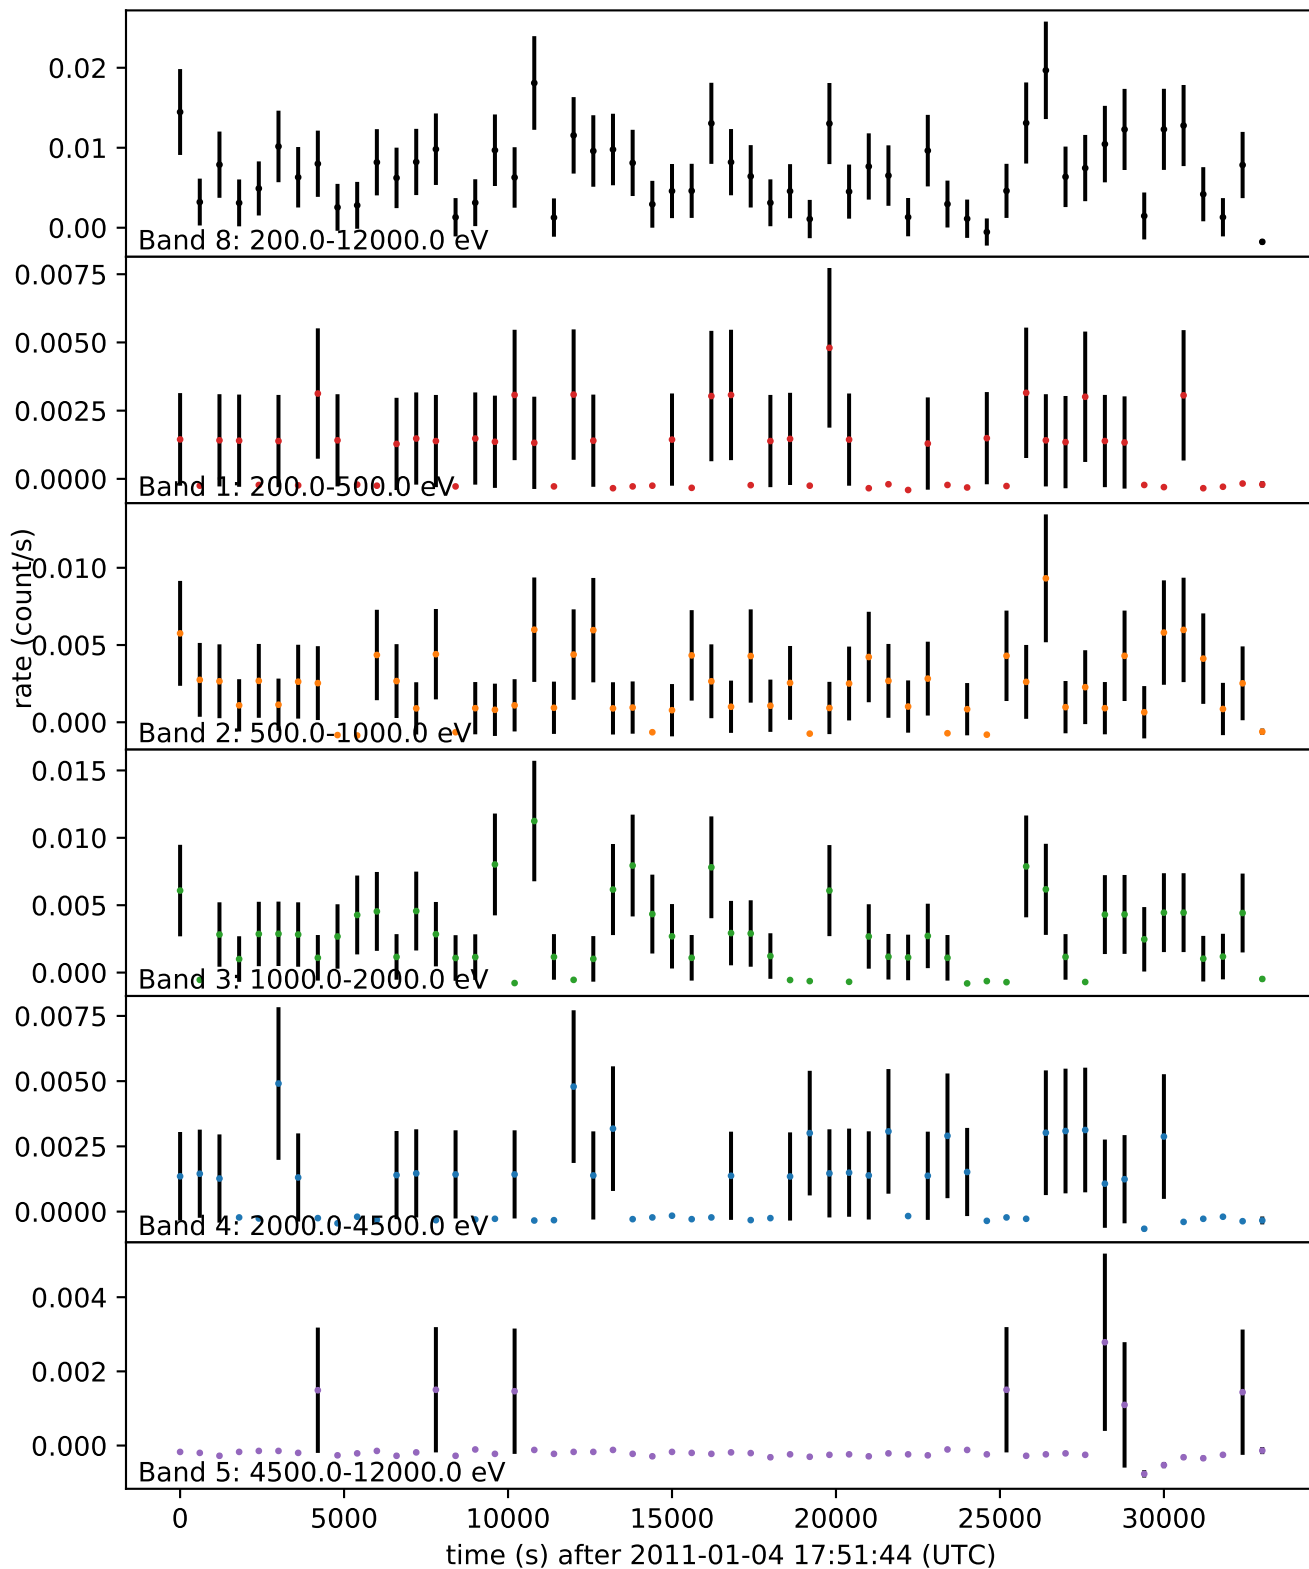 0.02
0.01
0.00
Band 8: 200.0-12000.0 eV
0.0075
0.0050
0.0025
0.0000
Band 1: 200.0-500.0 eV
rate (count/s)
0.010
0.005
0.000
Band 2: 500.0-1000.0 eV
0.015
0.010
0.005
0.000
Band 3: 1000.0-2000.0 eV
0.0075
0.0050
0.0025
0.0000
Band 4: 2000.0-4500.0 eV
0.004
0.002
0.000
Band 5: 4500.0-12000.0 eV
0 5000 10000 15000 20000 25000 30000
time (s) after 2011-01-04 17:51:44 (UTC)